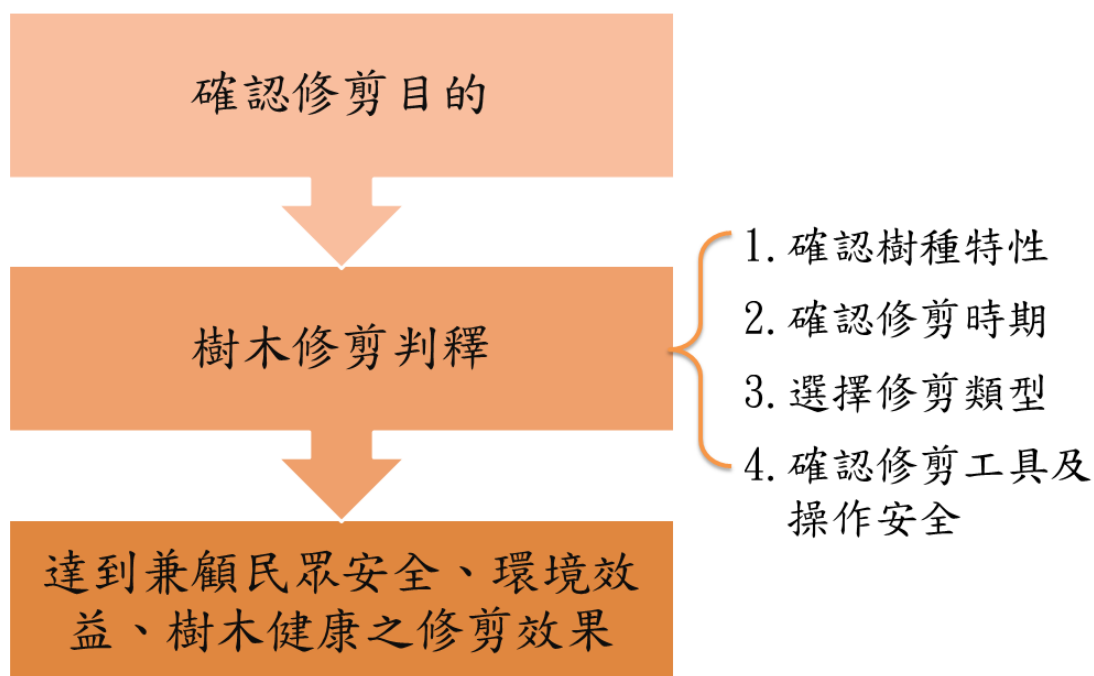 確認修剪目的
樹木修剪判釋
1. 確認樹種特性
2. 確認修剪時期
3. 選擇修剪類型
4. 確認修剪工具及
操作安全
達到兼顧民眾安全、環境效
益、樹木健康之修剪效果